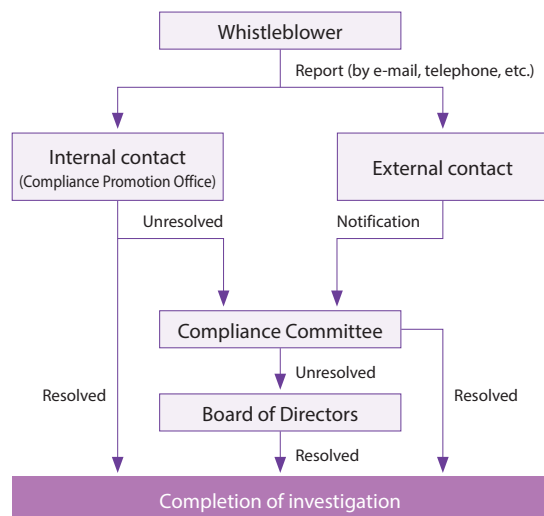 Whistleblower
Report (by e-mail, telephone, etc.)
Internal contact
(Compliance Promotion Office)
External contact
Unresolved
Notification
Compliance Committee
Unresolved
Resolved
Resolved
Board of Directors
Resolved
Completion of investigation